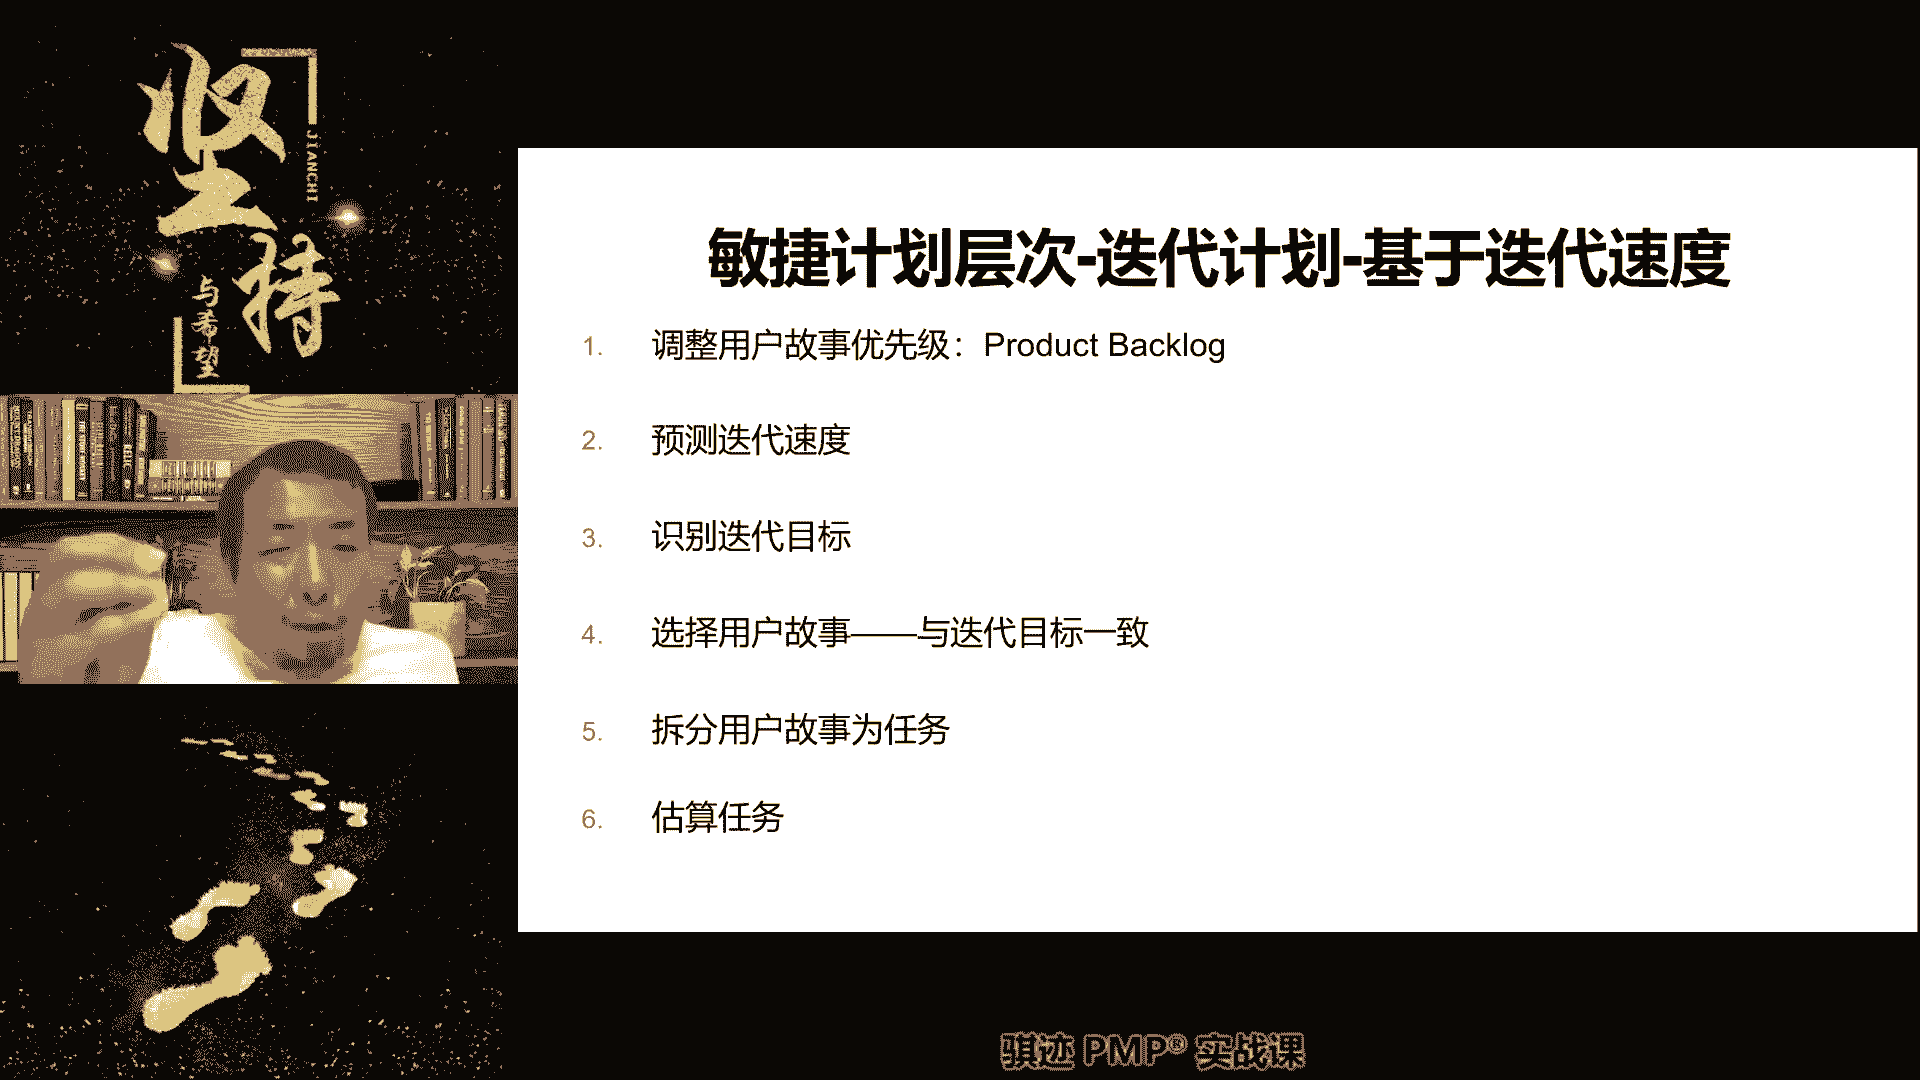 坚持
JIANCHI
与希望
敏捷计划层次-迭代计划-基于迭代速度
1. 调整用户故事优先级：Product Backlog
2. 预测迭代速度
3. 识别迭代目标
4. 选择用户故事——与迭代目标一致
5. 拆分用户故事为任务
6. 估算任务
骐迹 PMP® 实战课